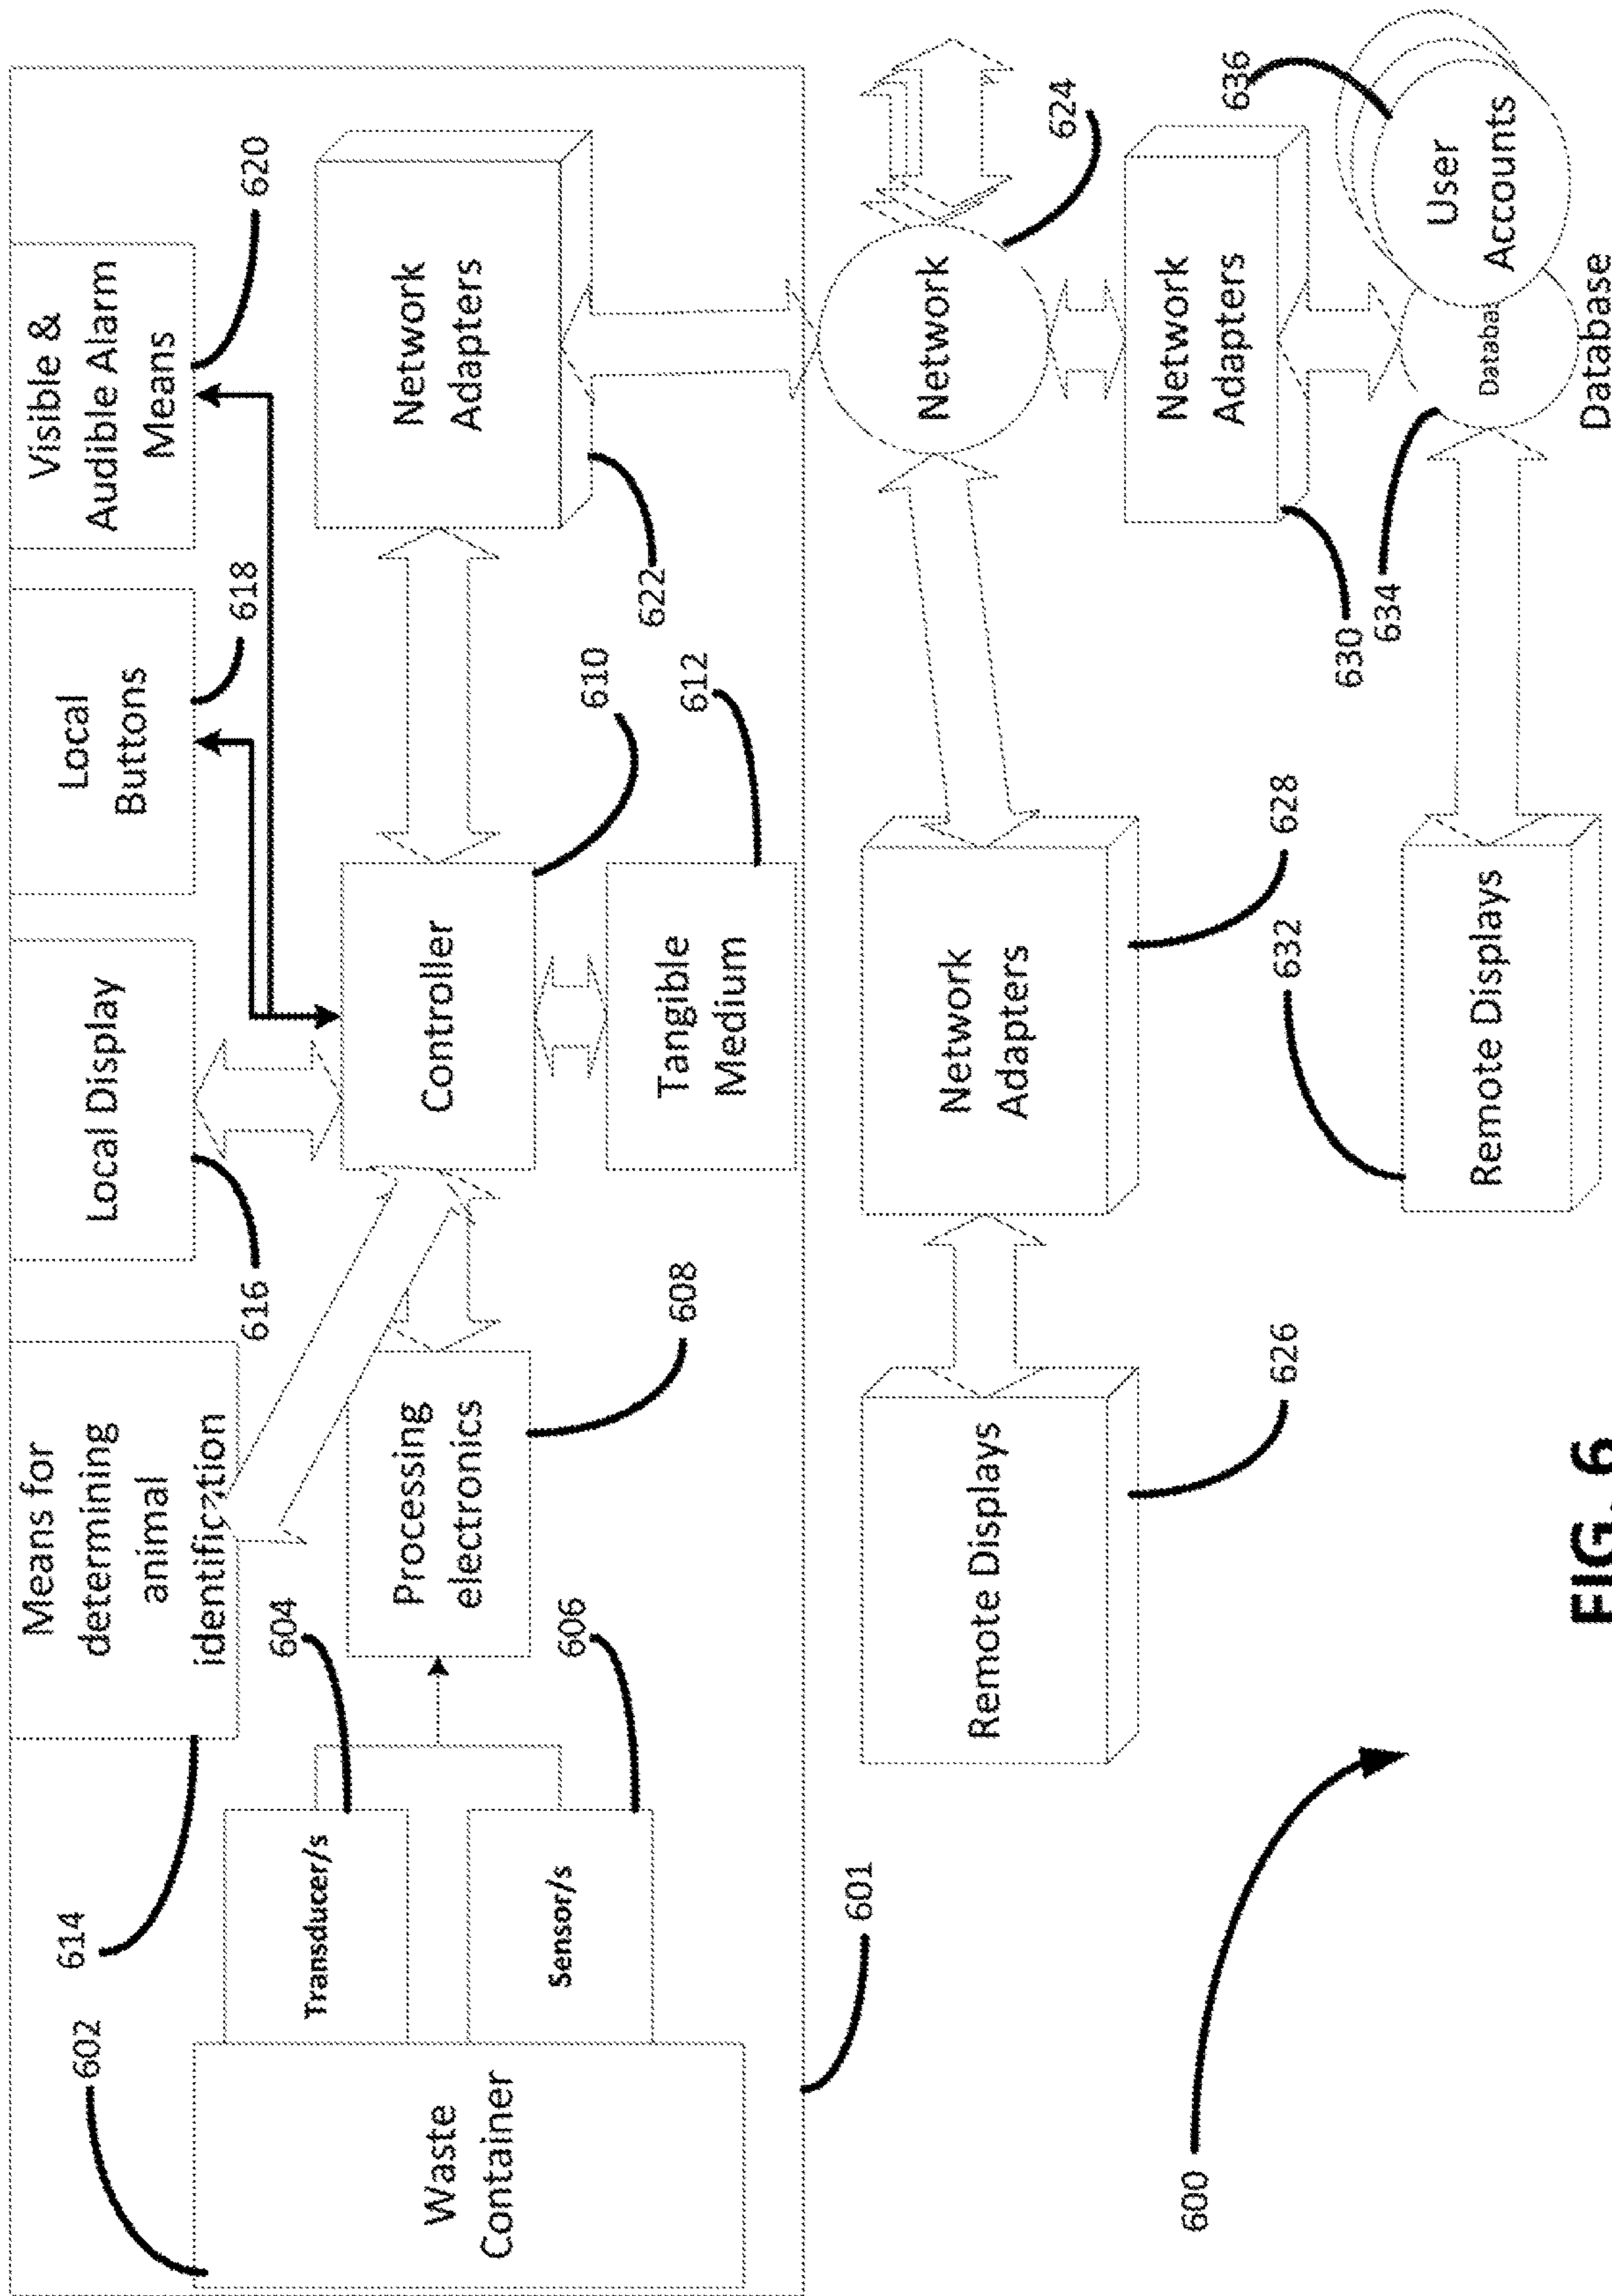 Means for
determining
animal
identification
Local Display
Local
Buttons
Visible &
Audible Alarm
Means
614
616
618
620
602
604
Transducer/s
Waste
Container
Sensor/s
606
Processing
electronics
608
Controller
610
Network
Adapters
622
Tangible
Medium
612
601
Remote Displays
626
Network
Adapters
628
Network
624
632
630
Network
Adapters
636
634
Remote Displays
Databas
User
Accounts
Database
600
FIG. 6